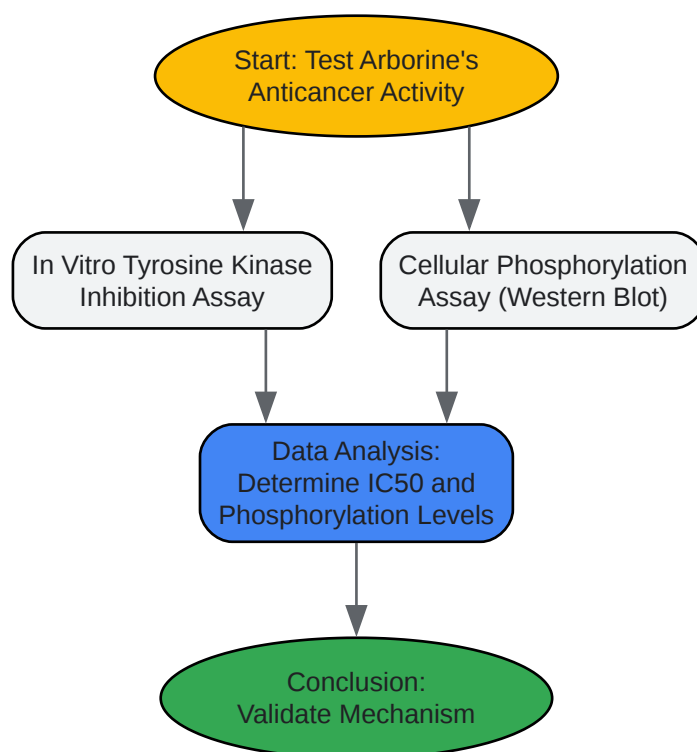 Start: Test Arborine's
Anticancer Activity
In Vitro Tyrosine Kinase
Inhibition Assay
Cellular Phosphorylation
Assay (Western Blot)
Data Analysis:
Determine IC50 and
Phosphorylation Levels
Conclusion:
Validate Mechanism